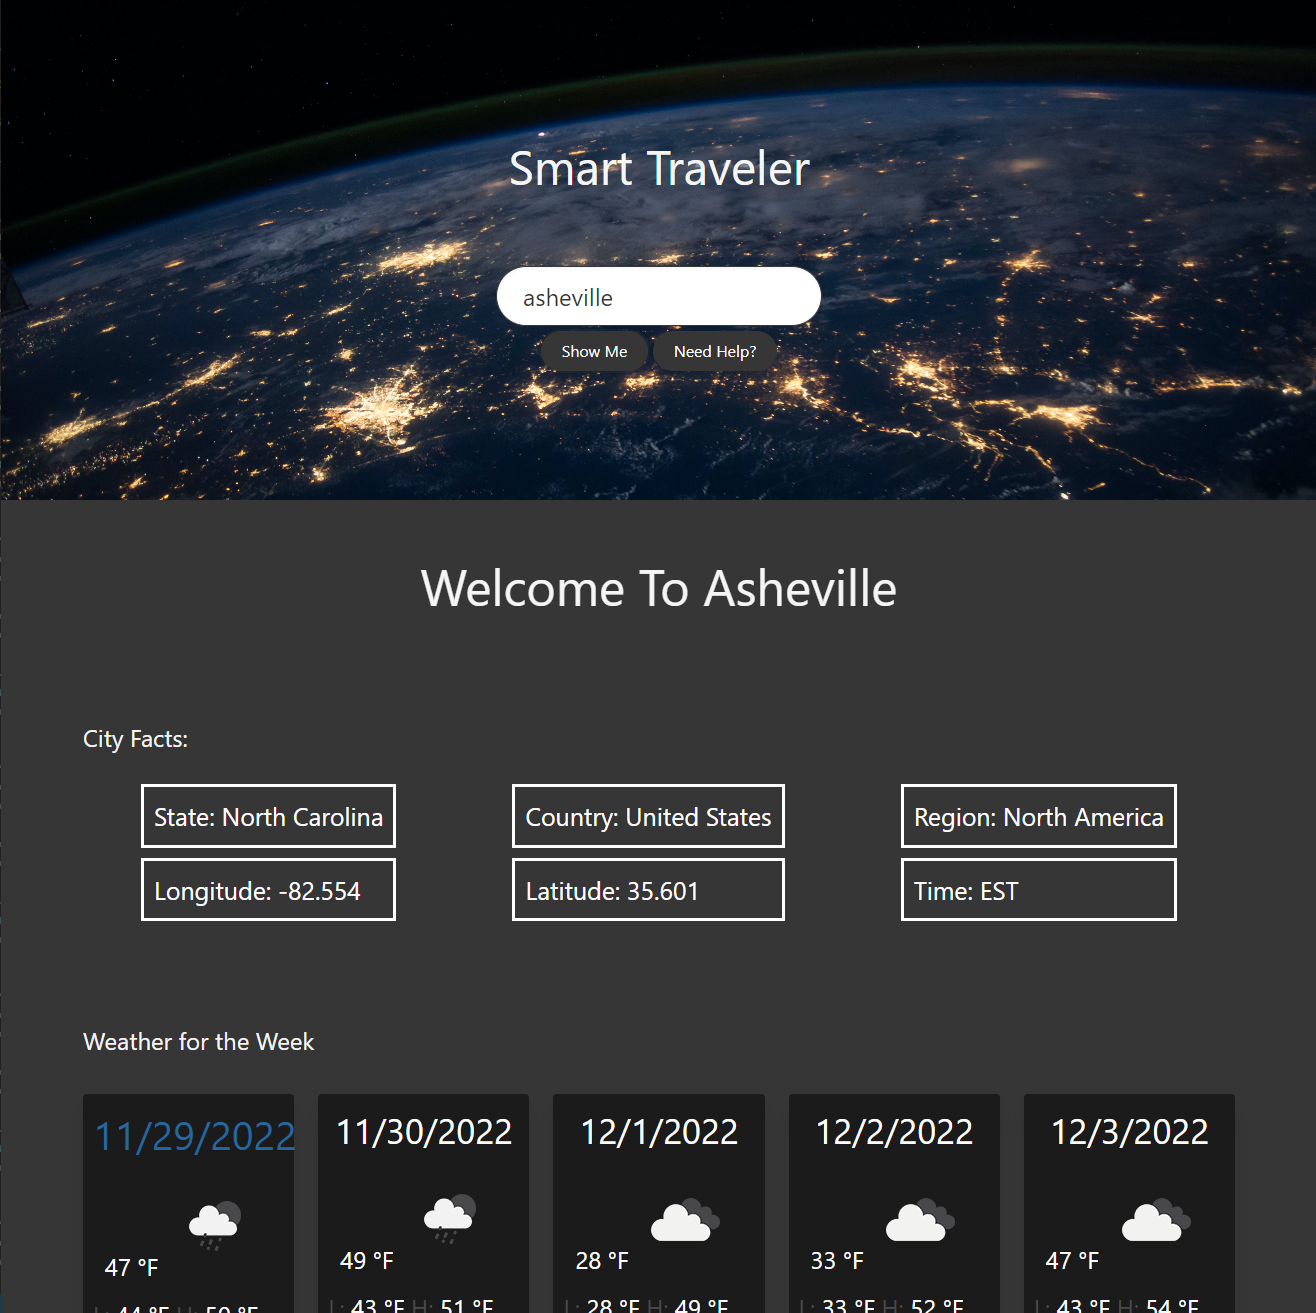 Smart Traveler
asheville
Show Me Need Help?
Welcome To Asheville
City Facts:
State: North Carolina Country: United States Region: North America
Longitude: -82.554 Latitude: 35.601 Time: EST
Weather for the Week
11/29/2022 11/30/2022 12/1/2022 12/2/2022 12/3/2022
47 °F 49 °F 28 °F 33 °F 47 °F
L: 44 °F H: 50 °F L: 43 °F H: 51 °F L: 28 °F H: 49 °F L: 33 °F H: 52 °F L: 43 °F H: 54 °F